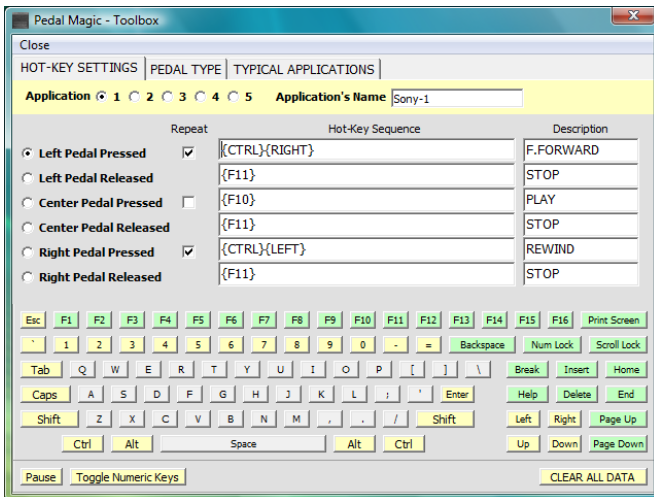 Pedal Magic - Toolbox
Close
HOT-KEY SETTINGS PEDAL TYPE TYPICAL APPLICATIONS
Application 1 2 3 4 5 Application's Name Sony-1
Repeat Hot-Key Sequence Description
Left Pedal Pressed {CTRL}{RIGHT} F.FORWARD
Left Pedal Released {F11} STOP
Center Pedal Pressed {F10} PLAY
Center Pedal Released {F11} STOP
Right Pedal Pressed {CTRL}{LEFT} REWIND
Right Pedal Released {F11} STOP
Esc F1 F2 F3 F4 F5 F6 F7 F8 F9 F10 F11 F12 F13 F14 F15 F16 Print Screen
` 1 2 3 4 5 6 7 8 9 0 - = Backspace Num Lock Scroll Lock
Tab Q W E R T Y U I O P [ ] \ Break Insert Home
Caps A S D F G H J K L ; ' Enter Help Delete End
Shift Z X C V B N M , . / Shift Left Right Page Up
Ctrl Alt Space Alt Ctrl Up Down Page Down
Pause Toggle Numeric Keys CLEAR ALL DATA